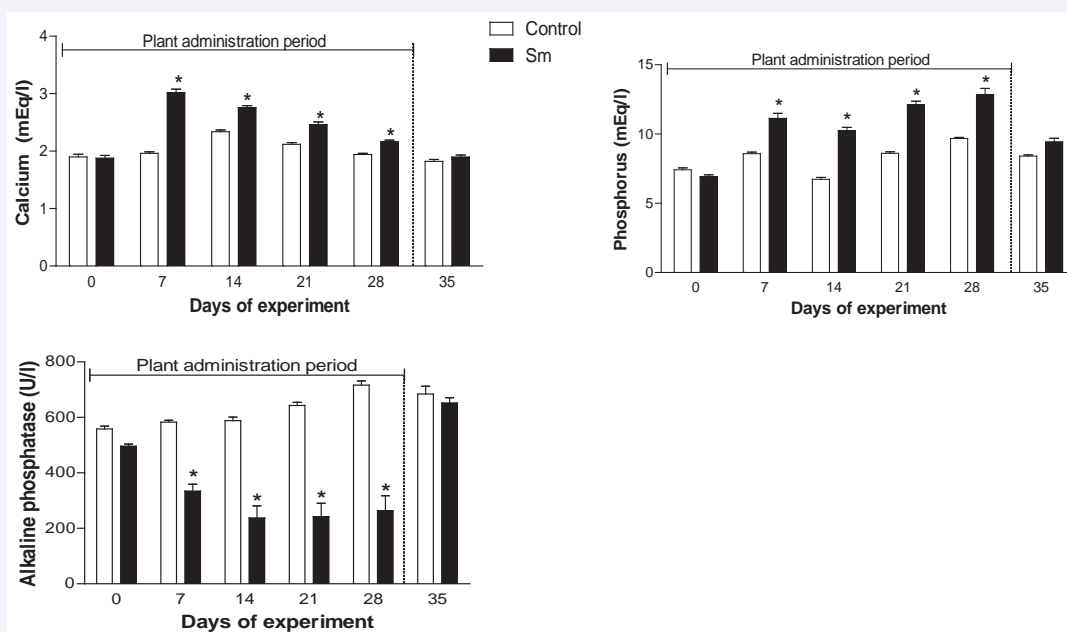 Control
Sm
Plant administration period
Calcium (mEq/l)
4
3
2
1
0
* * * *
0 7 14 21 28 35
Days of experiment
Plant administration period
Phosphorus (mEq/l)
15
10
5
0
* * * *
0 7 14 21 28 35
Days of experiment
Plant administration period
Alkaline phosphatase (U/l)
800
600
400
200
0
* * * *
0 7 14 21 28 35
Days of experiment